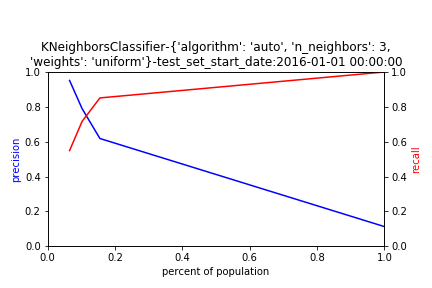 KNeighborsClassifier-{'algorithm': 'auto', 'n_neighbors': 3,
'weights': 'uniform'}-test_set_start_date:2016-01-01 00:00:00
1.0
0.8
0.6
0.4
0.2
0.0
precision
1.0
0.8
0.6
0.4
0.2
0.0
recall
0.0 0.2 0.4 0.6 0.8 1.0
percent of population